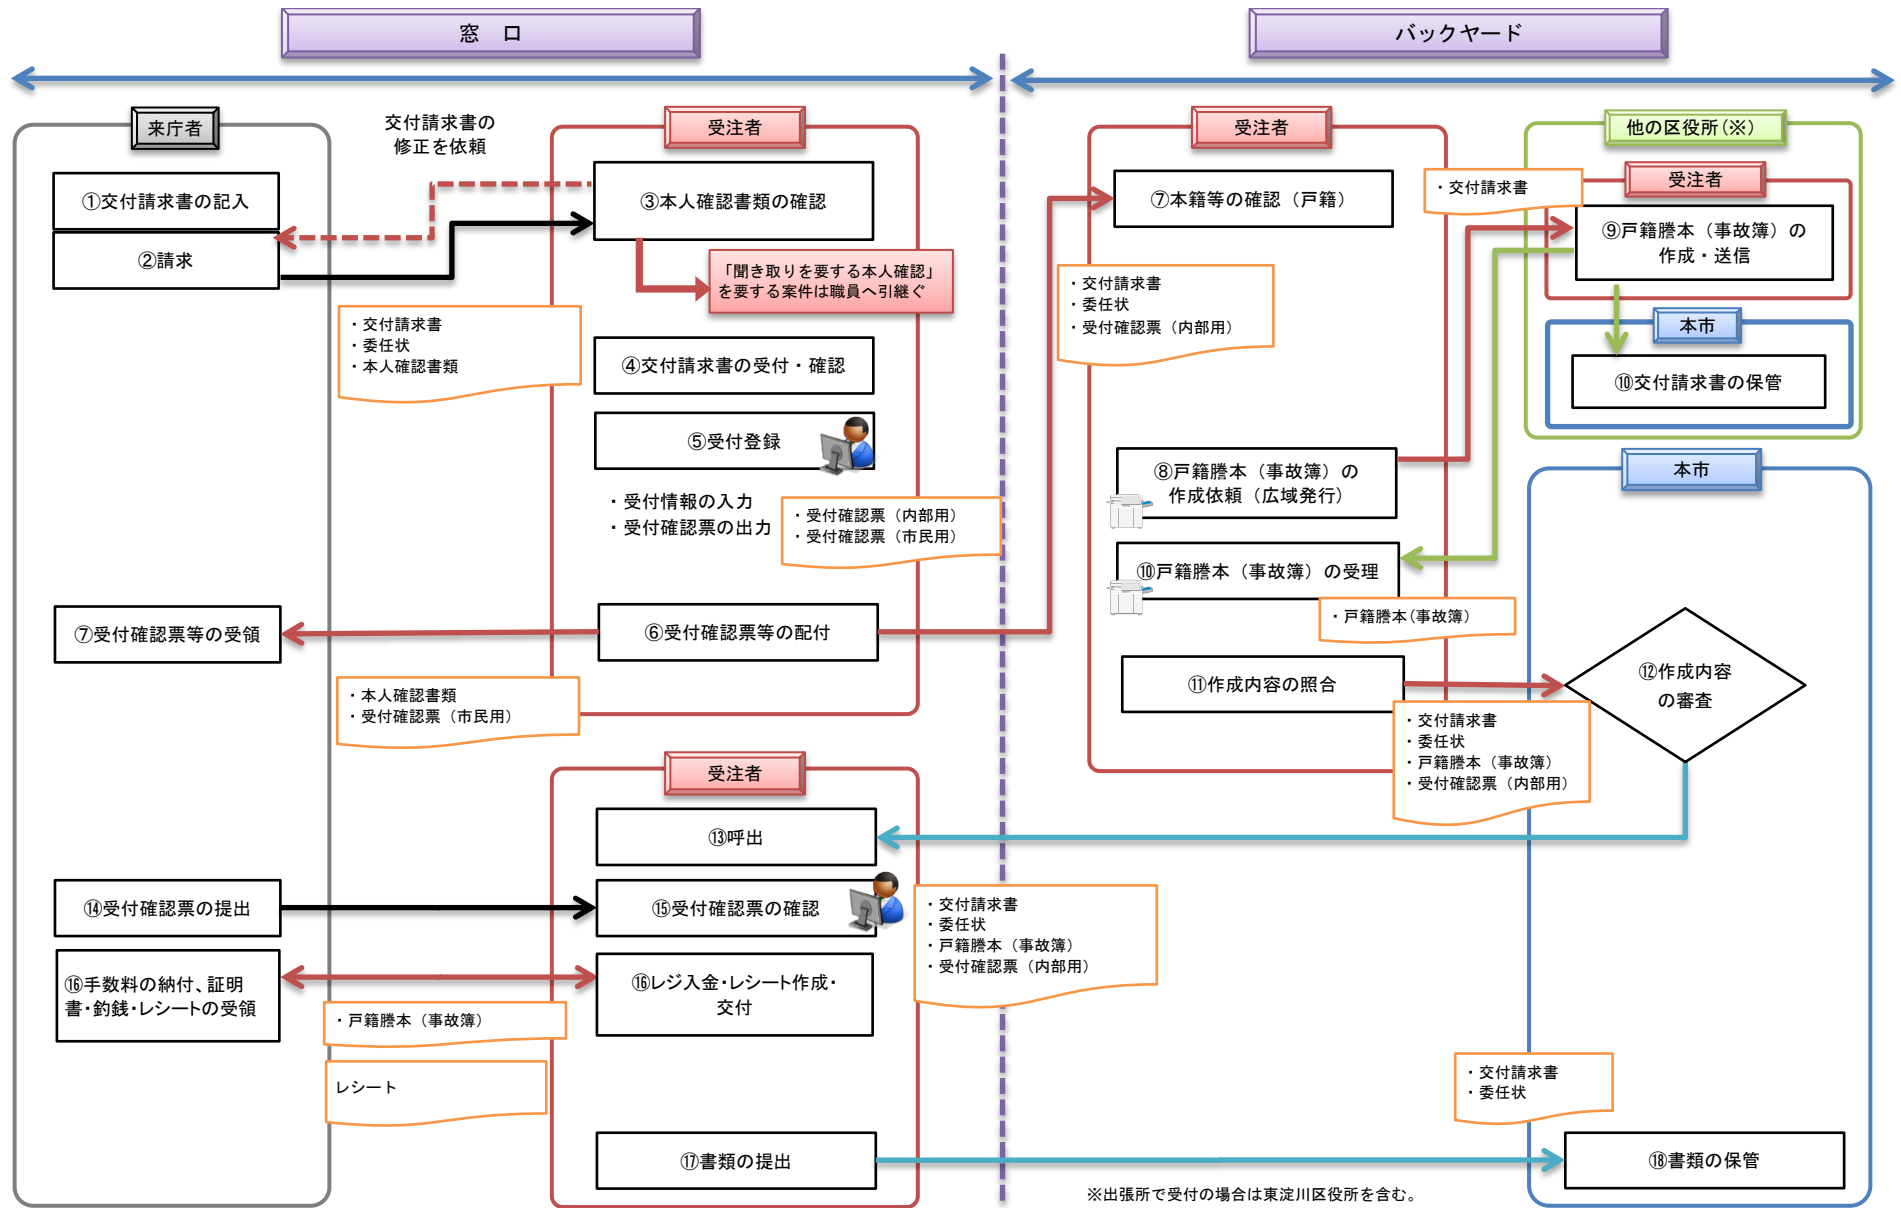 窓　口
バックヤード
来庁者
①交付請求書の記入
②請求
交付請求書の
修正を依頼
・交付請求書
・委任状
・本人確認書類
受注者
③本人確認書類の確認
「聞き取りを要する本人確認」
を要する案件は職員へ引継ぐ
④交付請求書の受付・確認
⑤受付登録
・受付情報の入力
・受付確認票の出力
・受付確認票（内部用）
・受付確認票（市民用）
⑥受付確認票等の配付
⑦受付確認票等の受領
・本人確認書類
・受付確認票（市民用）
受注者
⑦本籍等の確認（戸籍）
・交付請求書
・委任状
・受付確認票（内部用）
⑧戸籍謄本（事故簿）の
作成依頼（広域発行）
他の区役所(※)
・交付請求書
受注者
⑨戸籍謄本（事故簿）の
作成・送信
本市
⑩交付請求書の保管
⑩戸籍謄本（事故簿）の受理
・戸籍謄本(事故簿)
⑪作成内容の照合
・交付請求書
・委任状
・戸籍謄本（事故簿）
・受付確認票（内部用）
本市
⑫作成内容
の審査
受注者
⑬呼出
⑭受付確認票の提出
⑮受付確認票の確認
・交付請求書
・委任状
・戸籍謄本（事故簿）
・受付確認票（内部用）
⑯手数料の納付、証明
書・釣銭・レシートの受領
⑯レジ入金・レシート作成・
交付
・戸籍謄本（事故簿）
レシート
⑰書類の提出
・交付請求書
・委任状
⑱書類の保管
※出張所で受付の場合は東淀川区役所を含む。